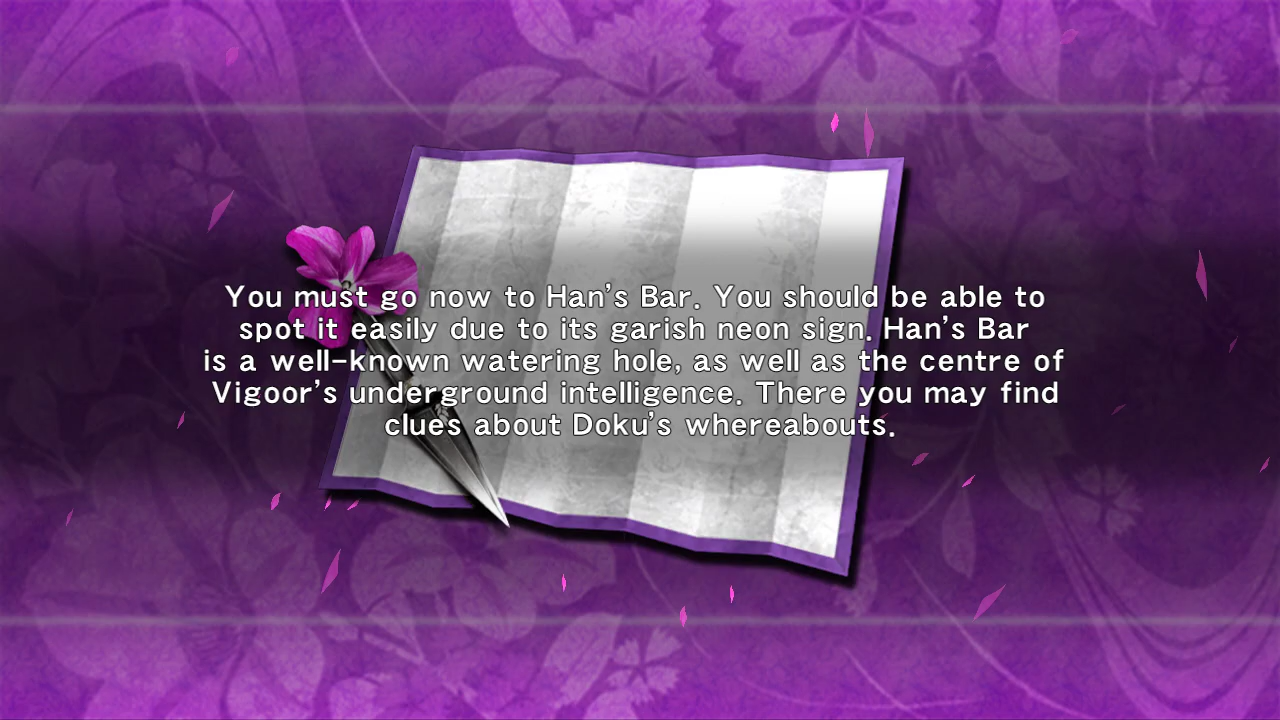 You must go now to Han's Bar. You should be able to
spot it easily due to its garish neon sign. Han's Bar
is a well-known watering hole, as well as the centre of
Vigoor's underground intelligence. There you may find
clues about Doku's whereabouts.